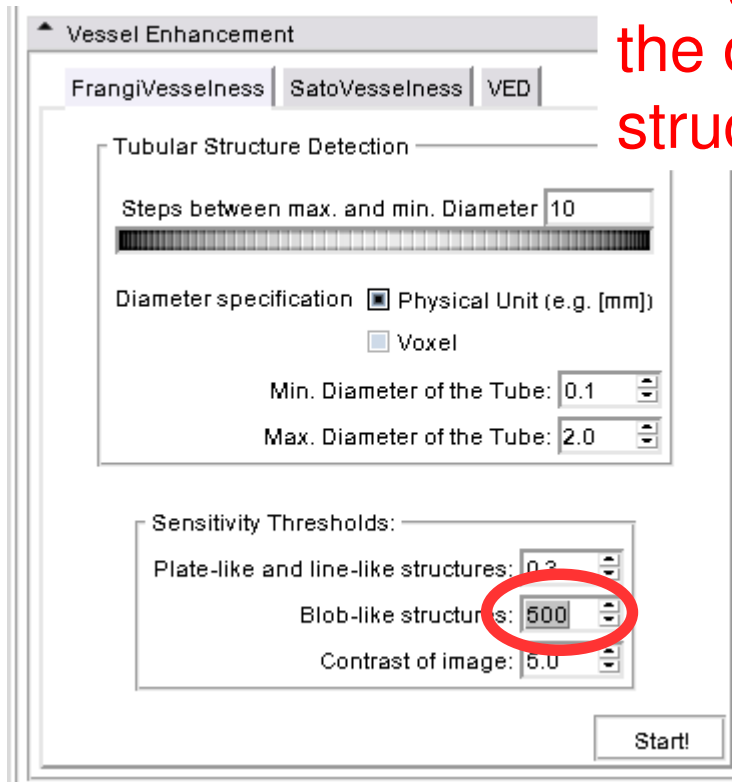 Vessel Enhancement
the
FrangiVesselness SatoVesselness VED
Tubular Structure Detection
Steps between max. and min. Diameter 10
Diameter specification Physical Unit (e.g. [mm])
Voxel
Min. Diameter of the Tube: 0.1
Max. Diameter of the Tube: 2.0
Sensitivity Thresholds:
Plate-like and line-like structures:
Blob-like structures: 500
Contrast of image: 5.0
Start!